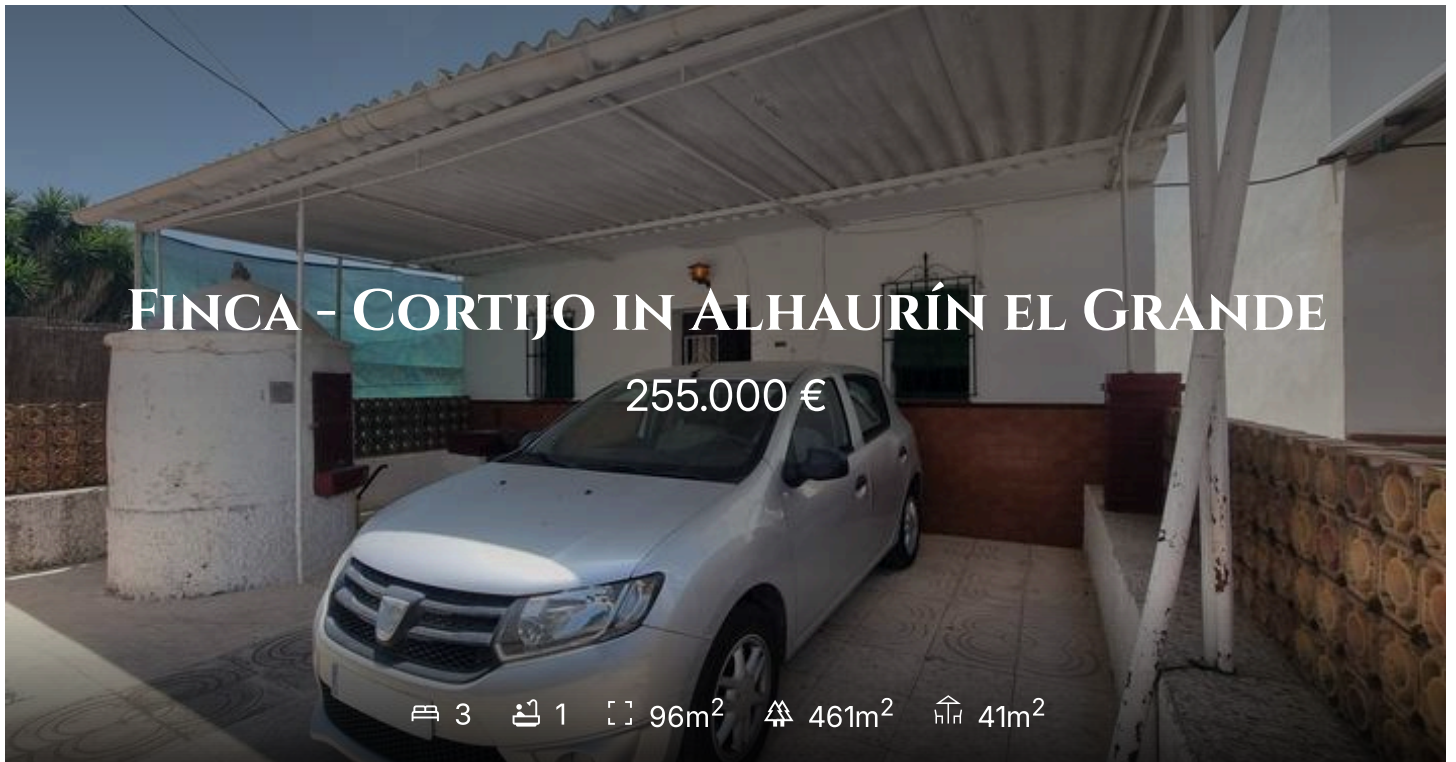 Finca - Cortijo in Alhaurín el Grande
255.000 €
3 1 96m² 461m² 41m²